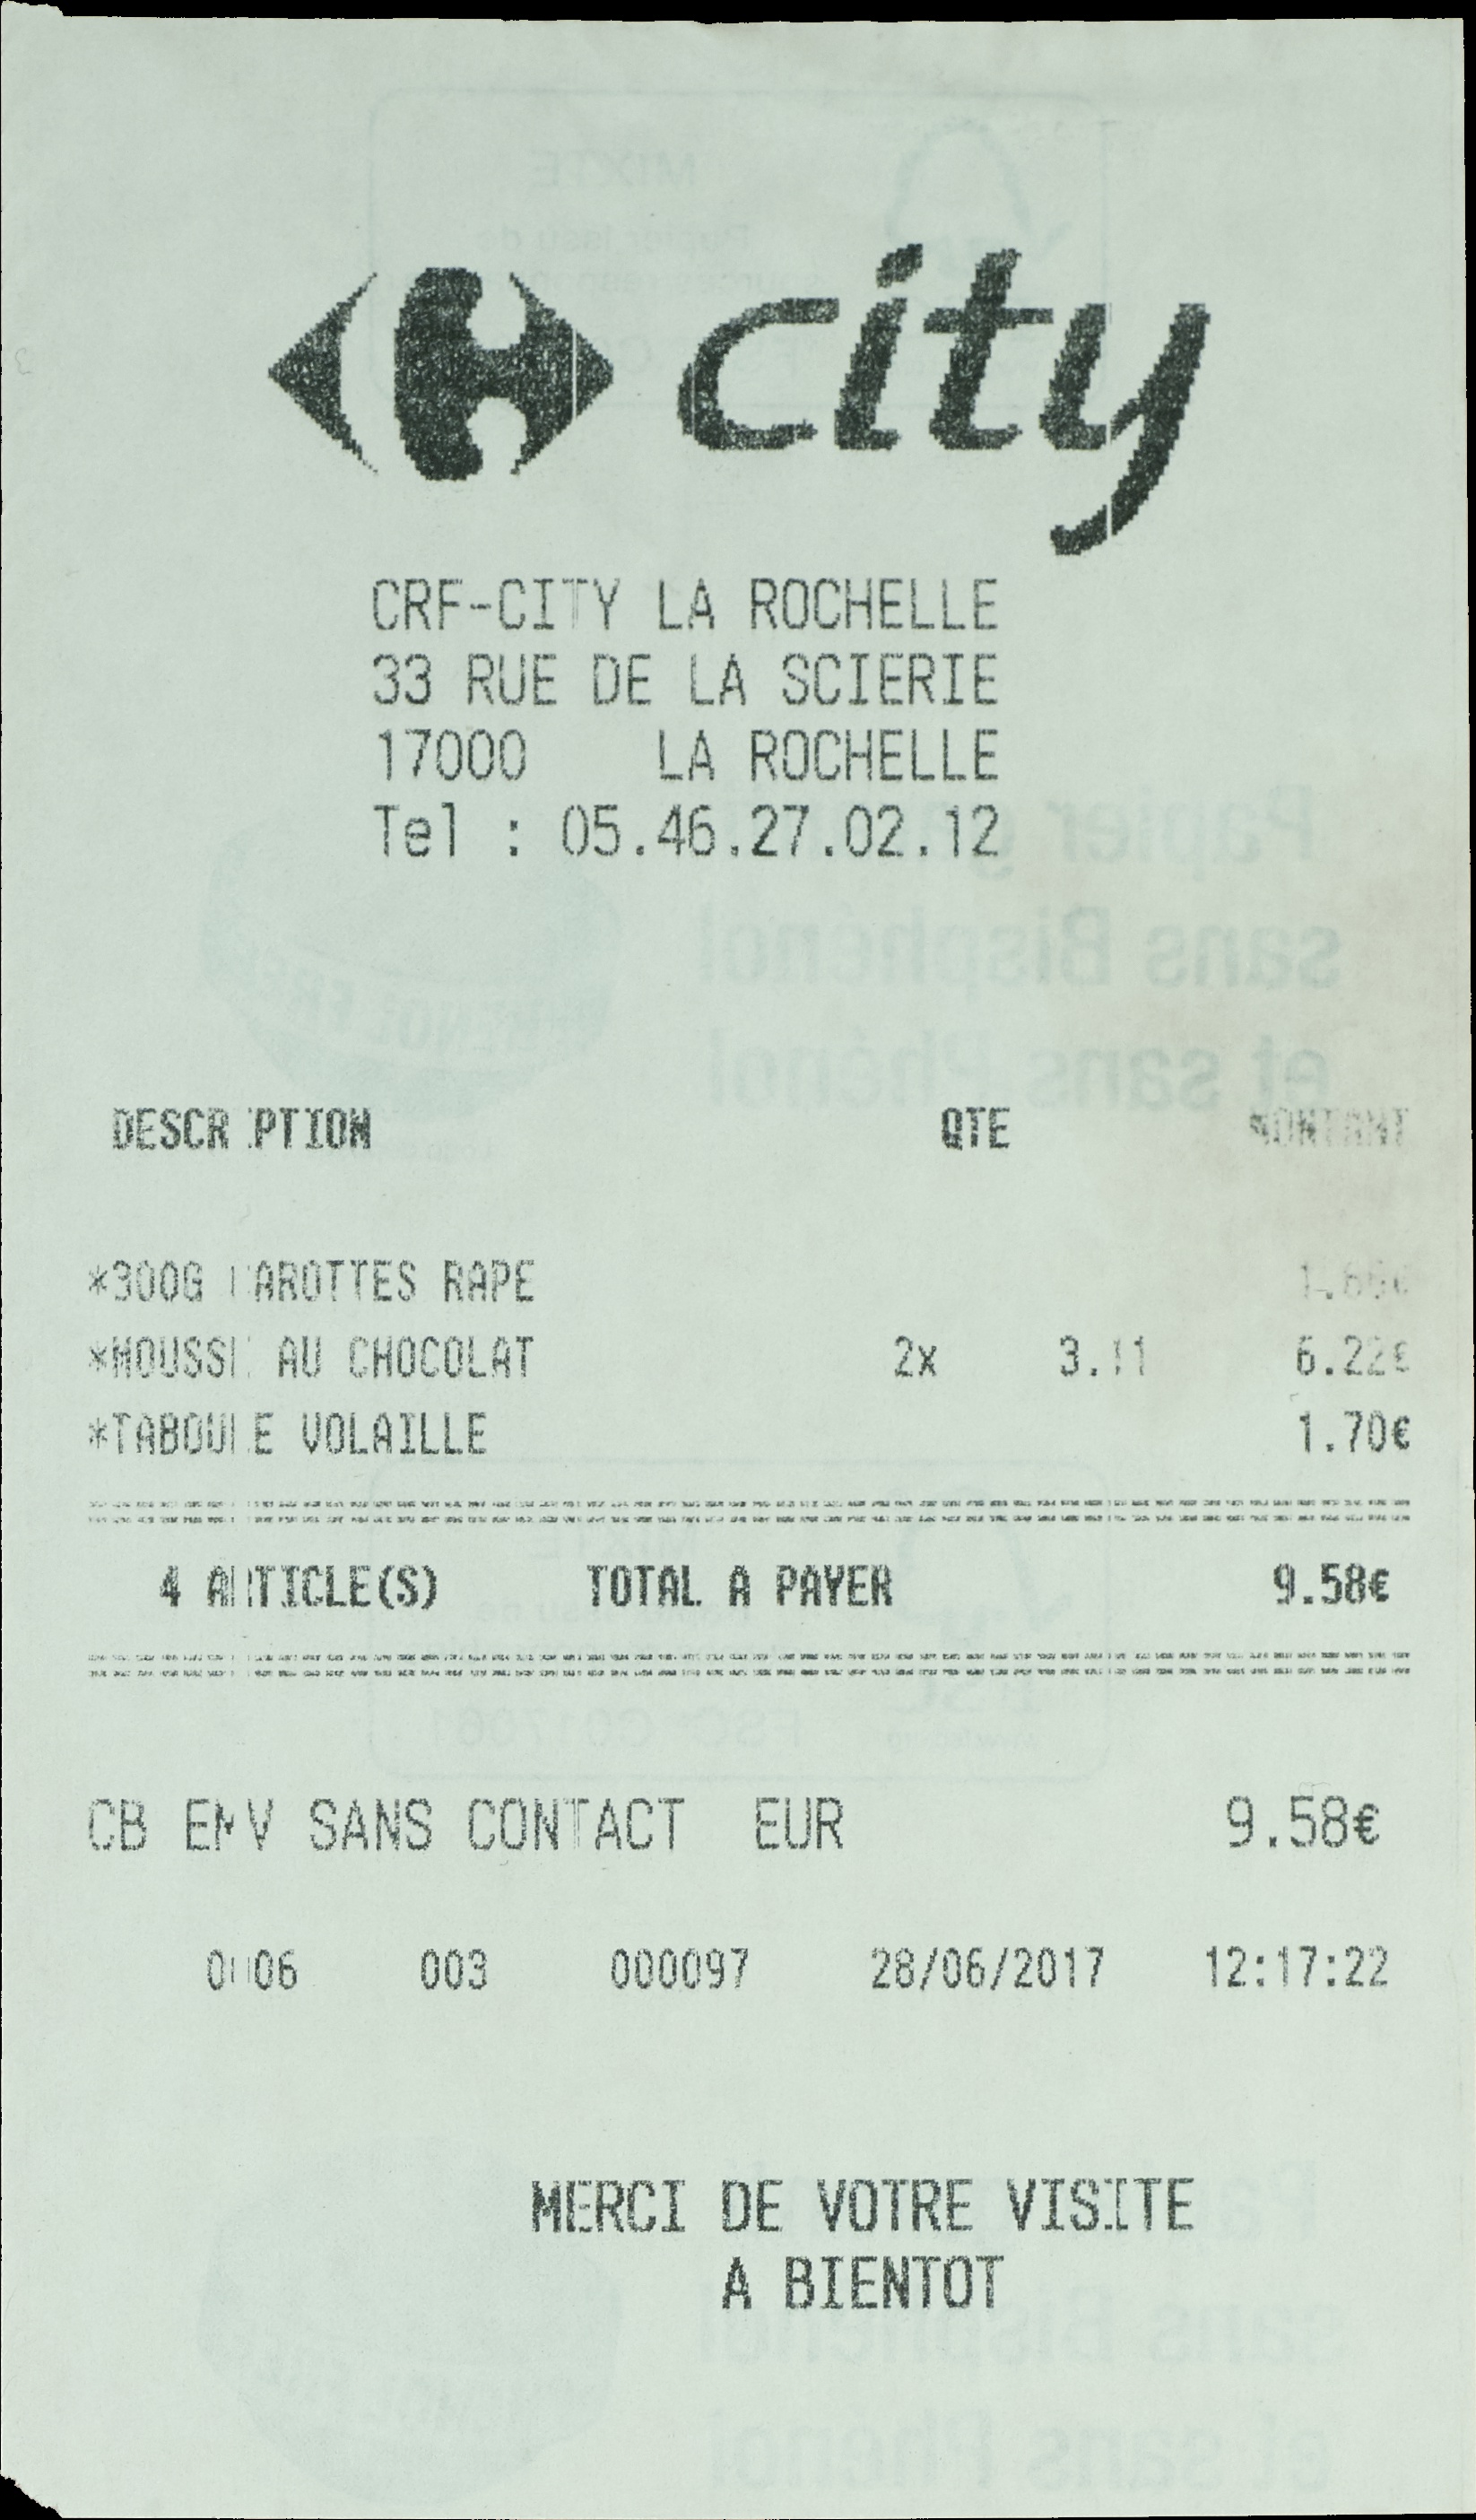 city
CRF-CITY LA ROCHELLE
33 RUE DE LA SCIERIE
17000 LA ROCHELLE
Tel : 05.46.27.02.12
DESCRIPTION QTE MONTANT
*300G CAROTTES RAPE 1.66€
*MOUSSE AU CHOCOLAT 2x 3.11 6.22€
*TABOULE VOLAILLE 1.70€
4 ARTICLE(S) TOTAL A PAYER 9.58€
CB EMV SANS CONTACT EUR 9.58€
0006 003 000097 28/06/2017 12:17:22
MERCI DE VOTRE VISITE
A BIENTOT